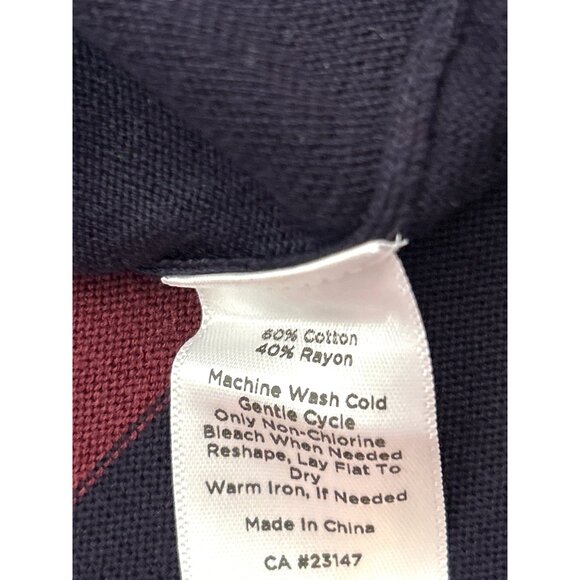 60% Cotton
40% Rayon
Machine Wash Cold
Gentle Cycle
Only Non-Chlorine
Bleach When Needed
Reshape, Lay Flat To
Dry
Warm Iron, If Needed
Made In China
CA #23147